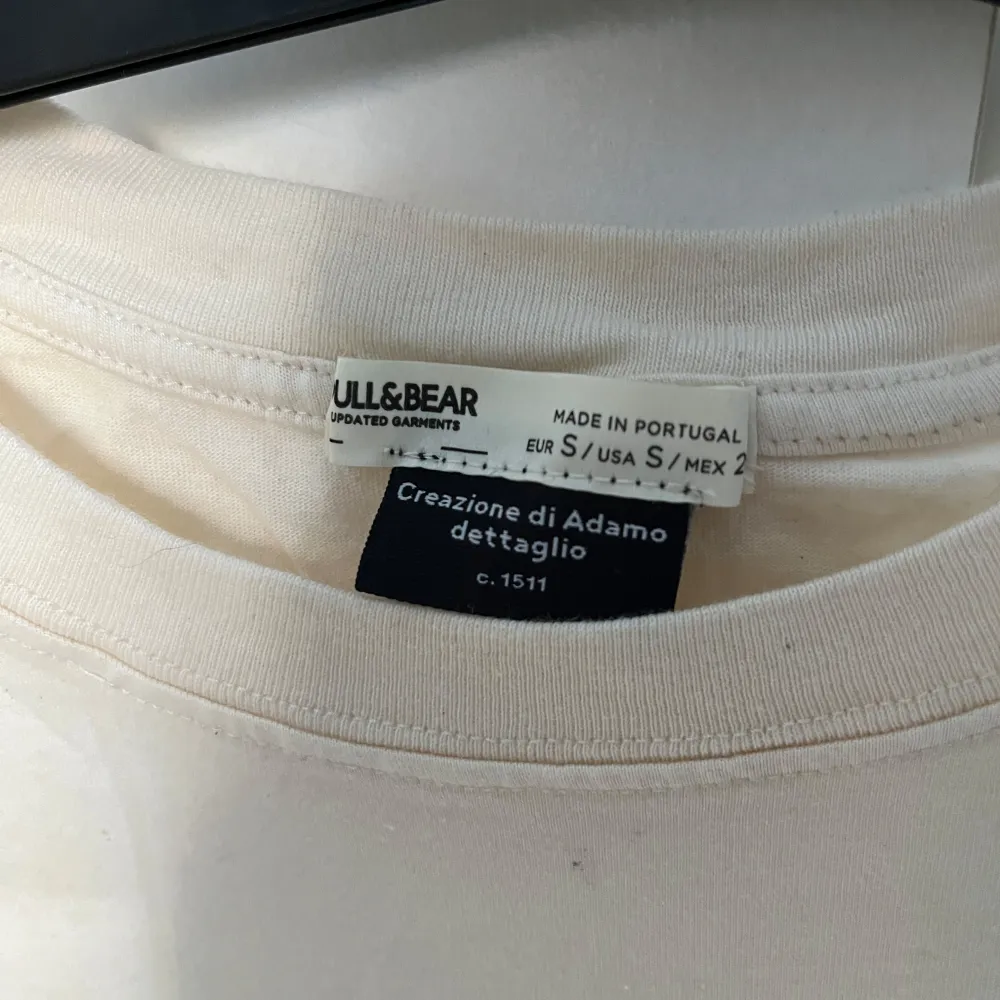 ULL&BEAR
UPDATED GARMENTS
MADE IN PORTUGAL
EUR S/USA S/MEX 2
Creazione di Adamo
dettaglio
c. 1511